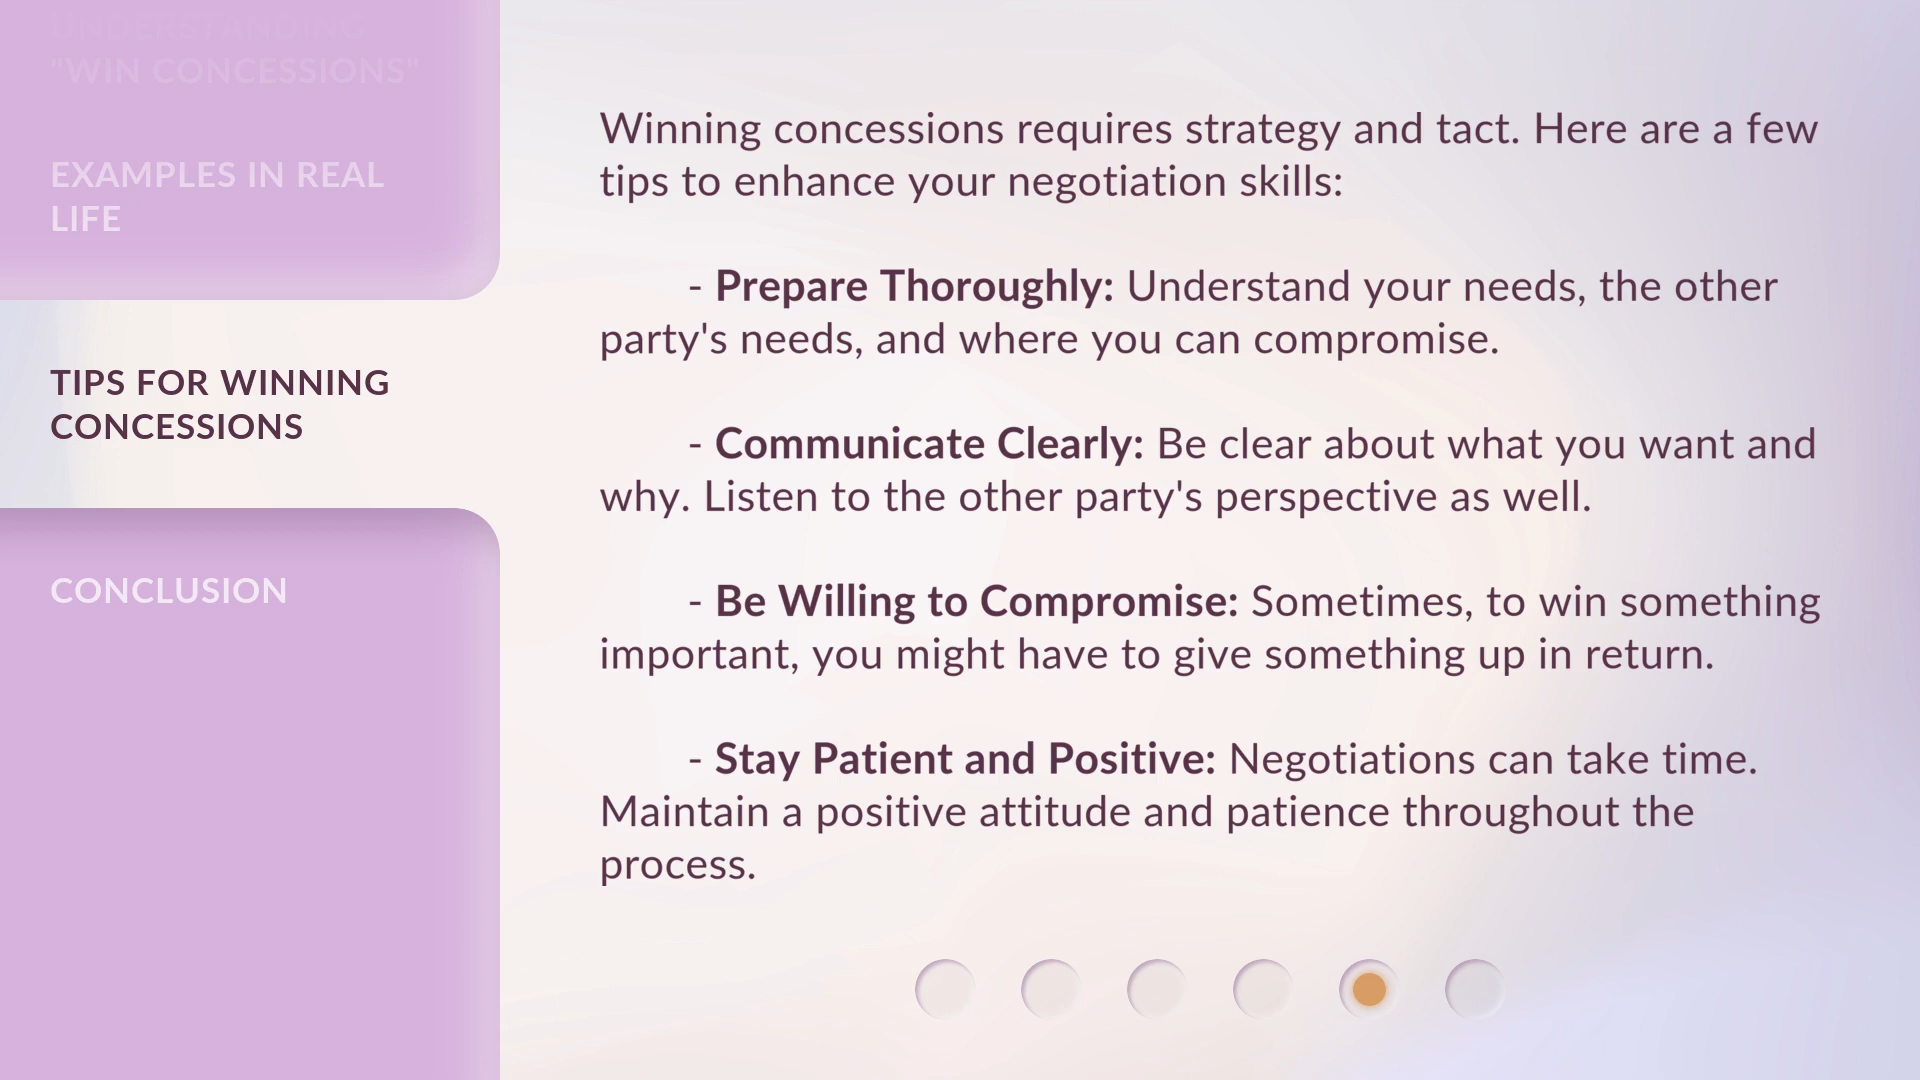 UNDERSTANDING
"WIN CONCESSIONS"
EXAMPLES IN REAL
LIFE
TIPS FOR WINNING
CONCESSIONS
CONCLUSION
Winning concessions requires strategy and tact. Here are a few
tips to enhance your negotiation skills:
- Prepare Thoroughly: Understand your needs, the other
party's needs, and where you can compromise.
- Communicate Clearly: Be clear about what you want and
why. Listen to the other party's perspective as well.
- Be Willing to Compromise: Sometimes, to win something
important, you might have to give something up in return.
- Stay Patient and Positive: Negotiations can take time.
Maintain a positive attitude and patience throughout the
process.